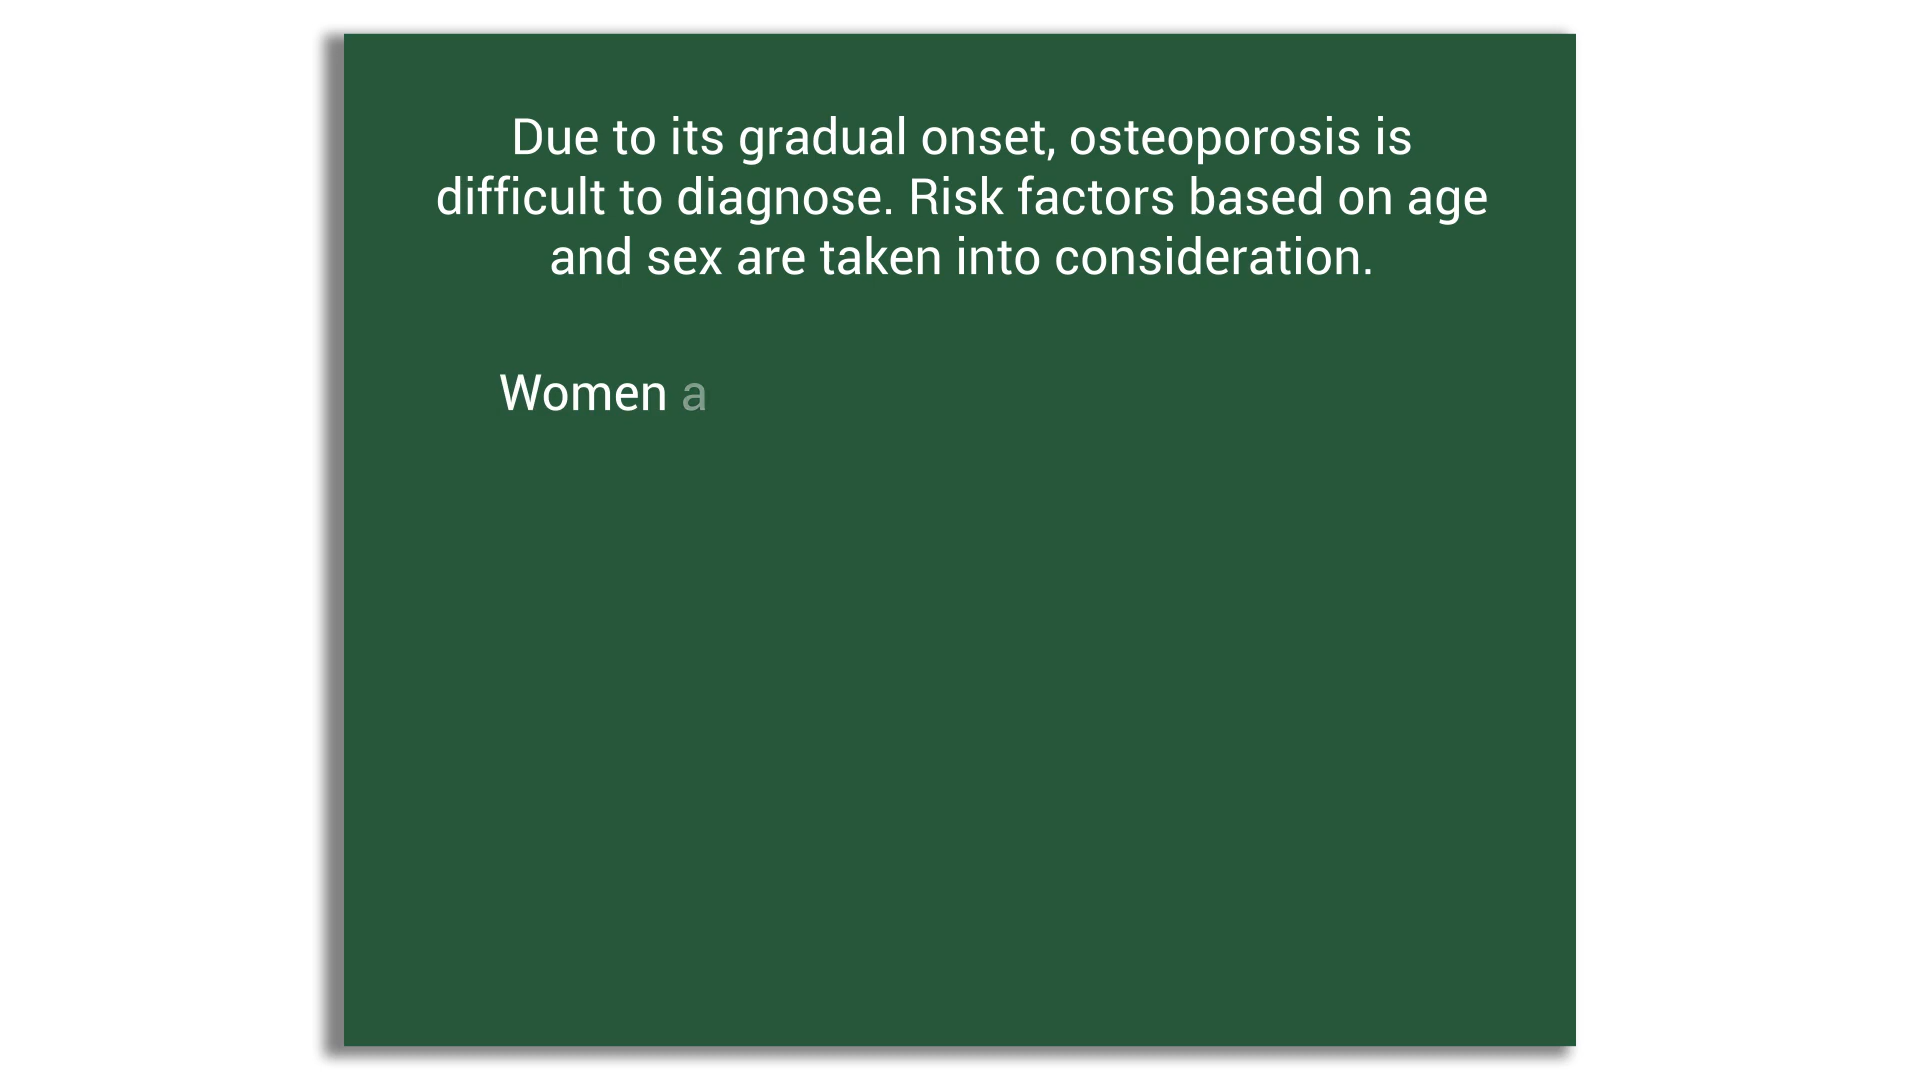 Due to its gradual onset, osteoporosis is
difficult to diagnose. Risk factors based on age
and sex are taken into consideration.
Women a